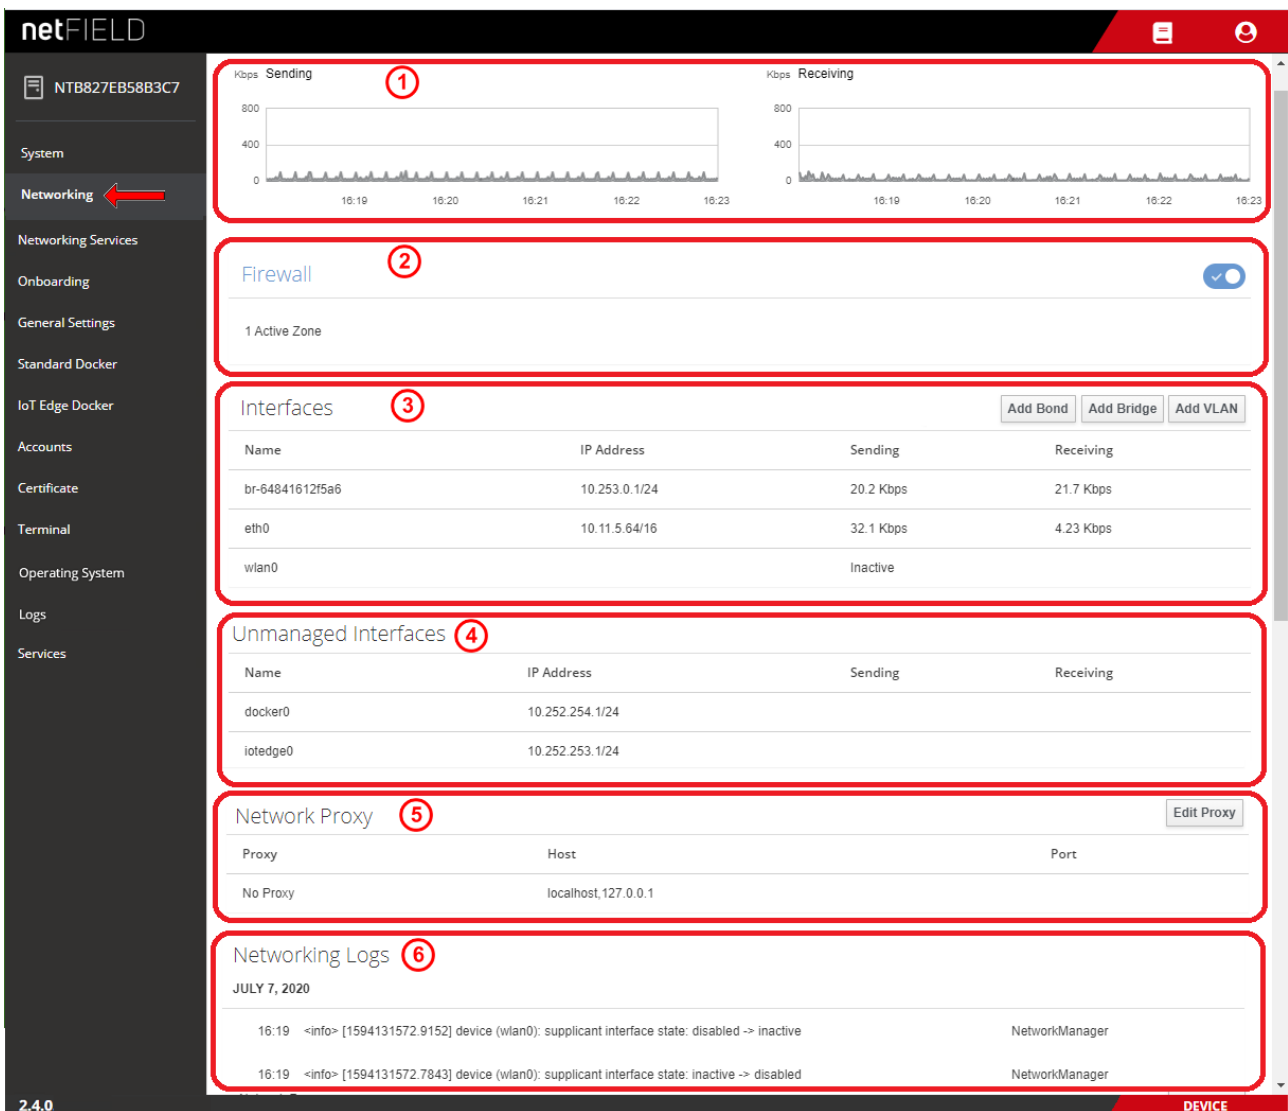 netFIELD
NTB827EB58B3C7
System
Networking
Networking Services
Onboarding
General Settings
Standard Docker
IoT Edge Docker
Accounts
Certificate
Terminal
Operating System
Logs
Services
2.4.0
Kbps Sending
1
800
400
0
16:19 16:20 16:21 16:22 16:23
Kbps Receiving
800
400
0
16:19 16:20 16:21 16:22 16:23
Firewall
2
1 Active Zone
Interfaces
3
Add Bond Add Bridge Add VLAN
Name IP Address Sending Receiving
br-64841612f5a6 10.253.0.1/24 20.2 Kbps 21.7 Kbps
eth0 10.11.5.64/16 32.1 Kbps 4.23 Kbps
wlan0 Inactive
Unmanaged Interfaces
4
Name IP Address Sending Receiving
docker0 10.252.254.1/24
iotedge0 10.252.253.1/24
Network Proxy
5
Edit Proxy
Proxy Host Port
No Proxy localhost,127.0.0.1
Networking Logs
6
JULY 7, 2020
16:19 <info> [1594131572.9152] device (wlan0): supplicant interface state: disabled -> inactive NetworkManager
16:19 <info> [1594131572.7843] device (wlan0): supplicant interface state: inactive -> disabled NetworkManager
DEVICE